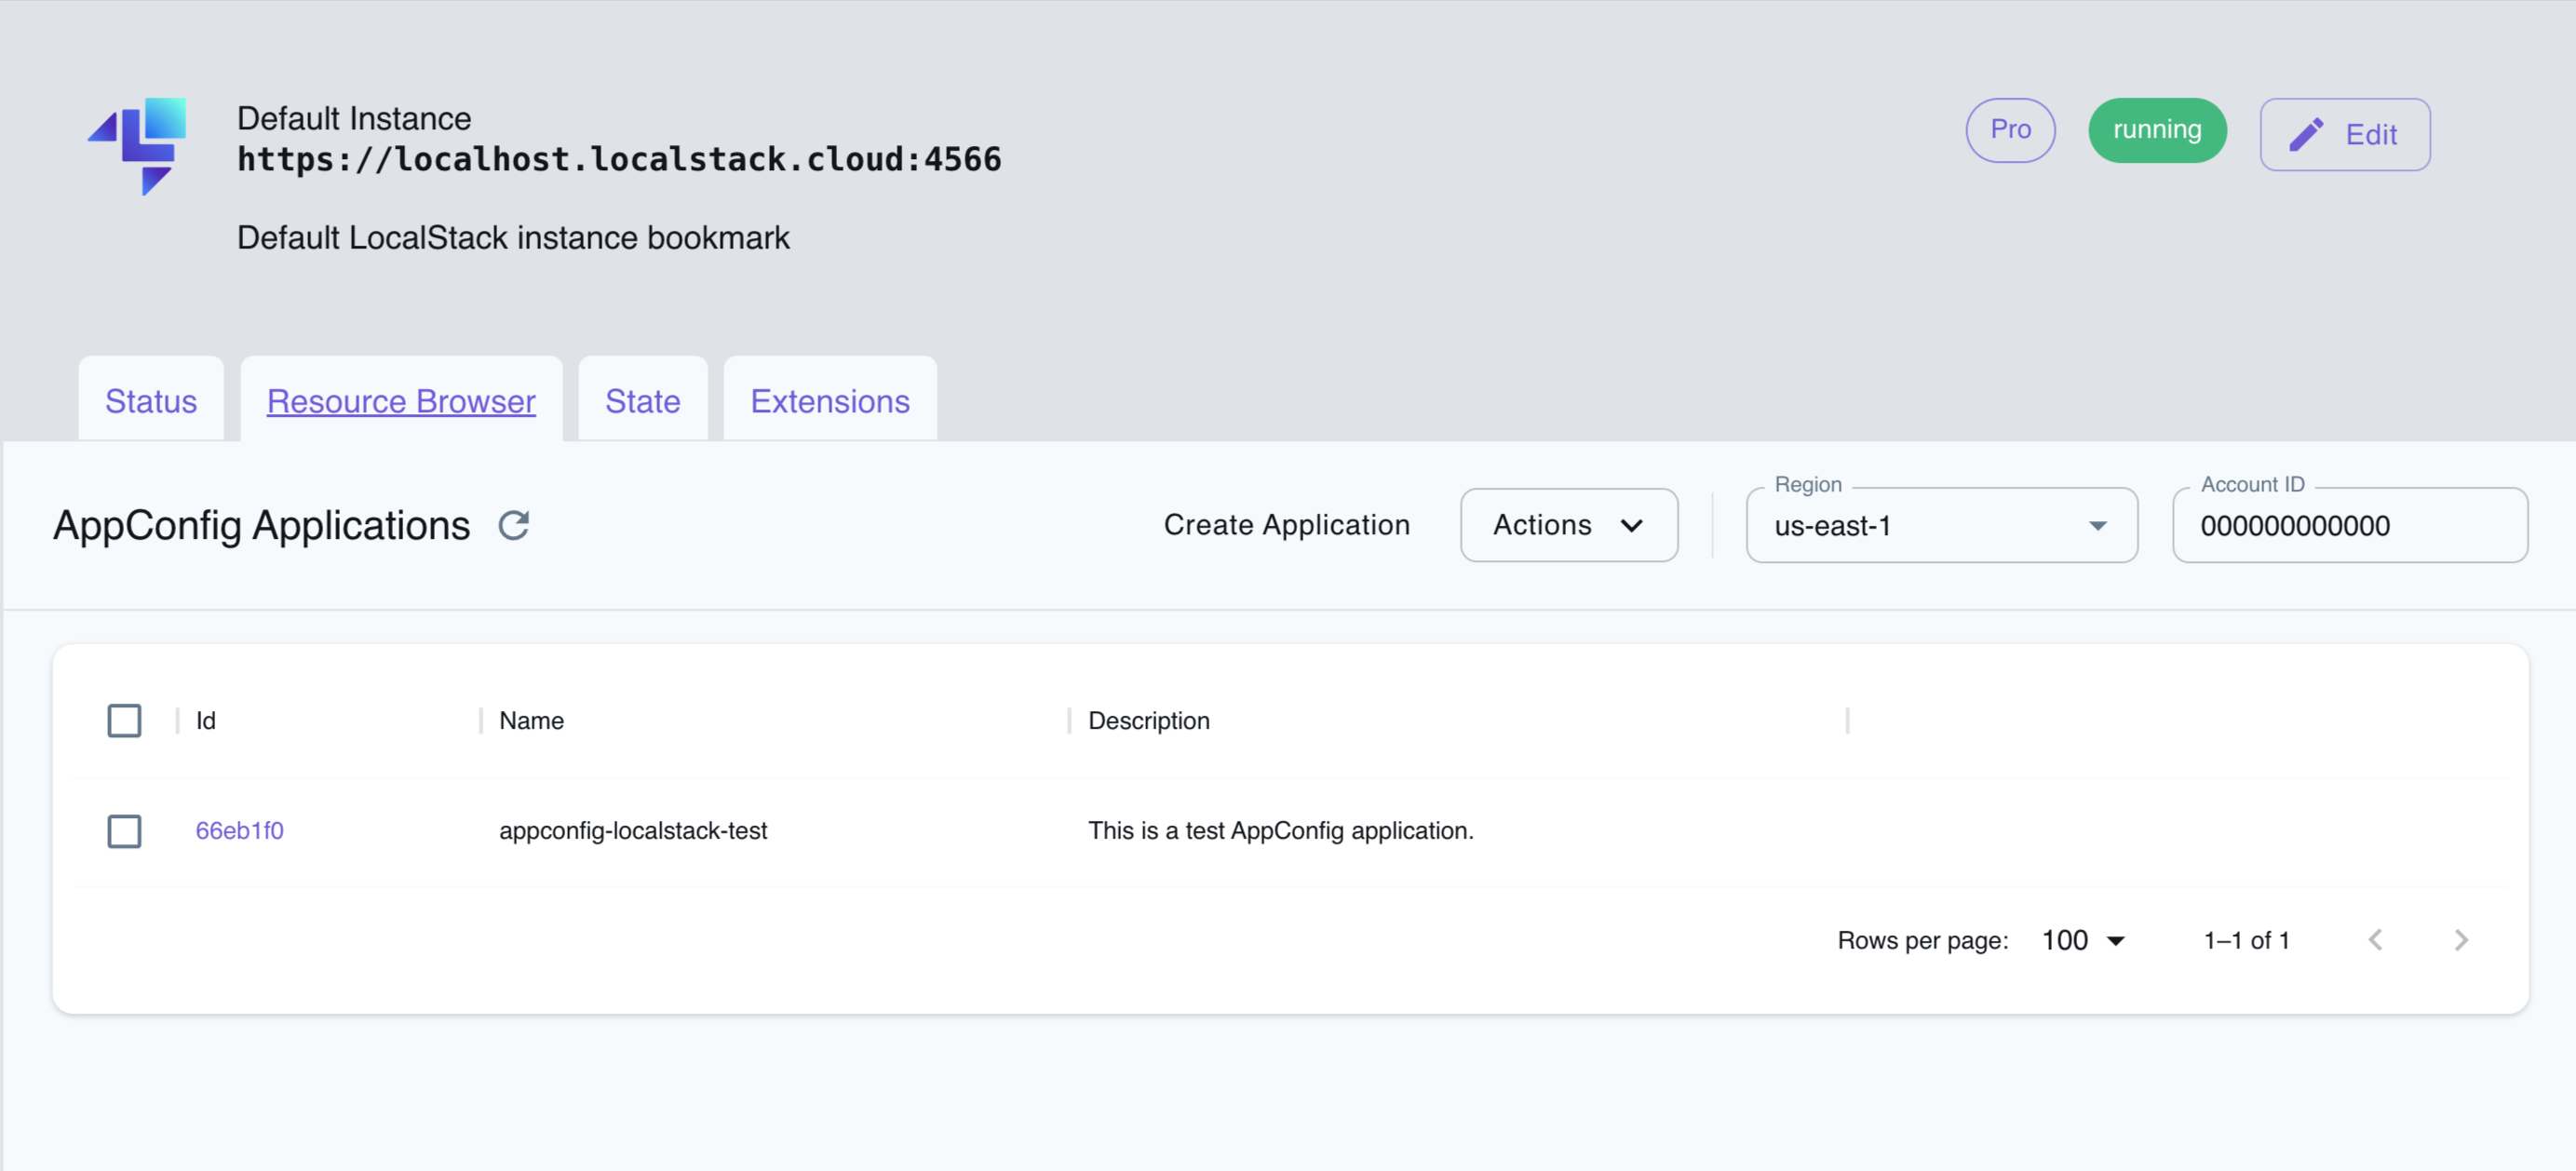 Default Instance
https://localhost.localstack.cloud:4566
Default LocalStack instance bookmark
Pro
running
Edit
Status
Resource Browser
State
Extensions
AppConfig Applications
Create Application
Actions
Region
us-east-1
Account ID
000000000000
Id
Name
Description
66eb1f0
appconfig-localstack-test
This is a test AppConfig application.
Rows per page:
100
1–1 of 1